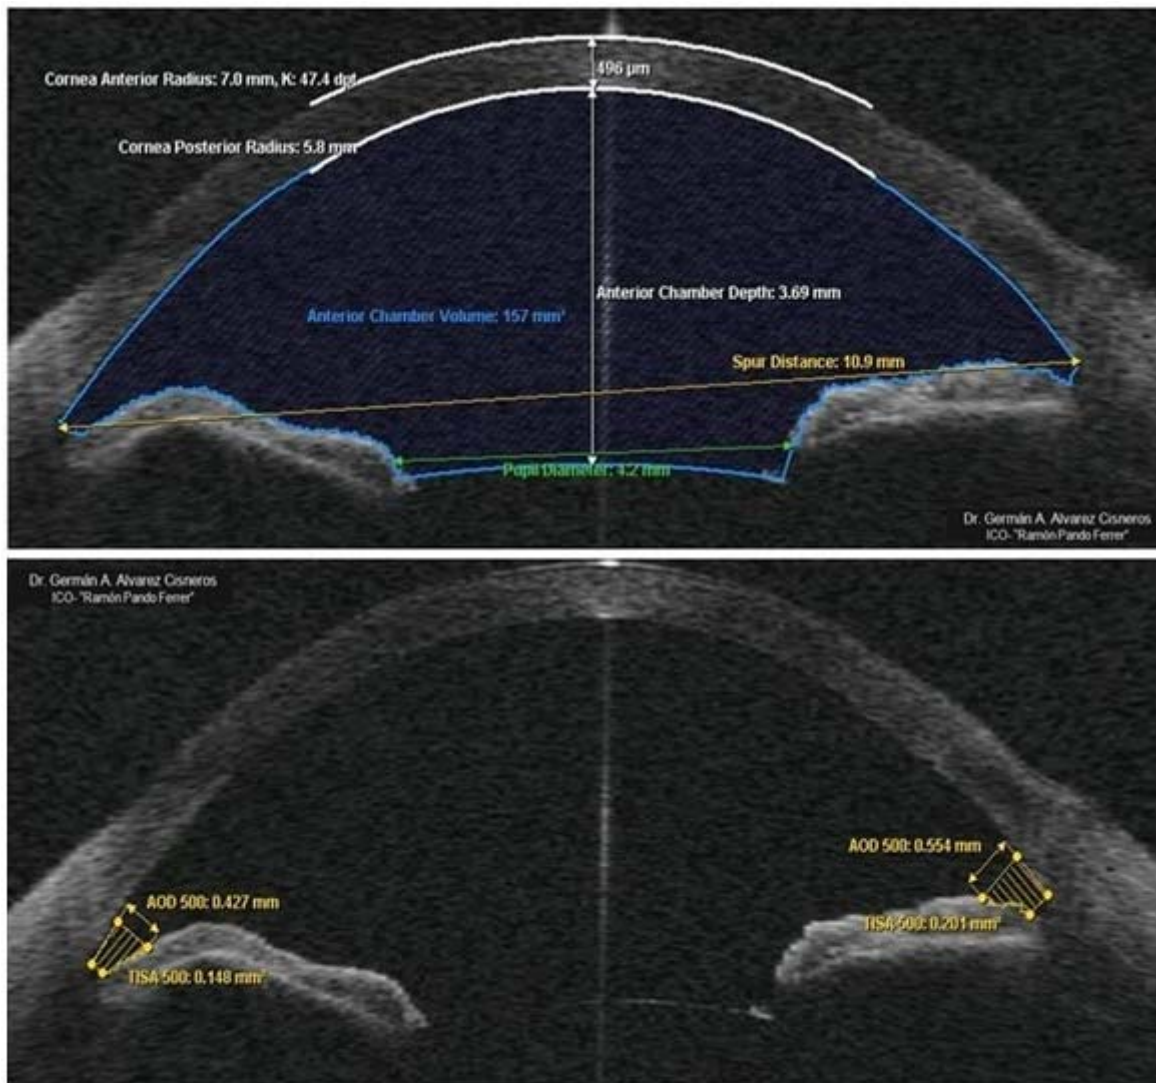 496 µm
Cornea Anterior Radius: 7.0 mm, K: 47.4 dpt
Cornea Posterior Radius: 5.8 mm
Anterior Chamber Depth: 3.69 mm
Anterior Chamber Volume: 157 mm³
Spur Distance: 10.9 mm
Pupil Diameter: 4.2 mm
Dr. Germán A. Alvarez Cisneros
ICO- "Ramón Pando Ferrer"
Dr. Germán A. Alvarez Cisneros
ICO- "Ramón Pando Ferrer"
AOD 500: 0.554 mm
AOD 500: 0.427 mm
TISA 500: 0.201 mm²
TISA 500: 0.148 mm²